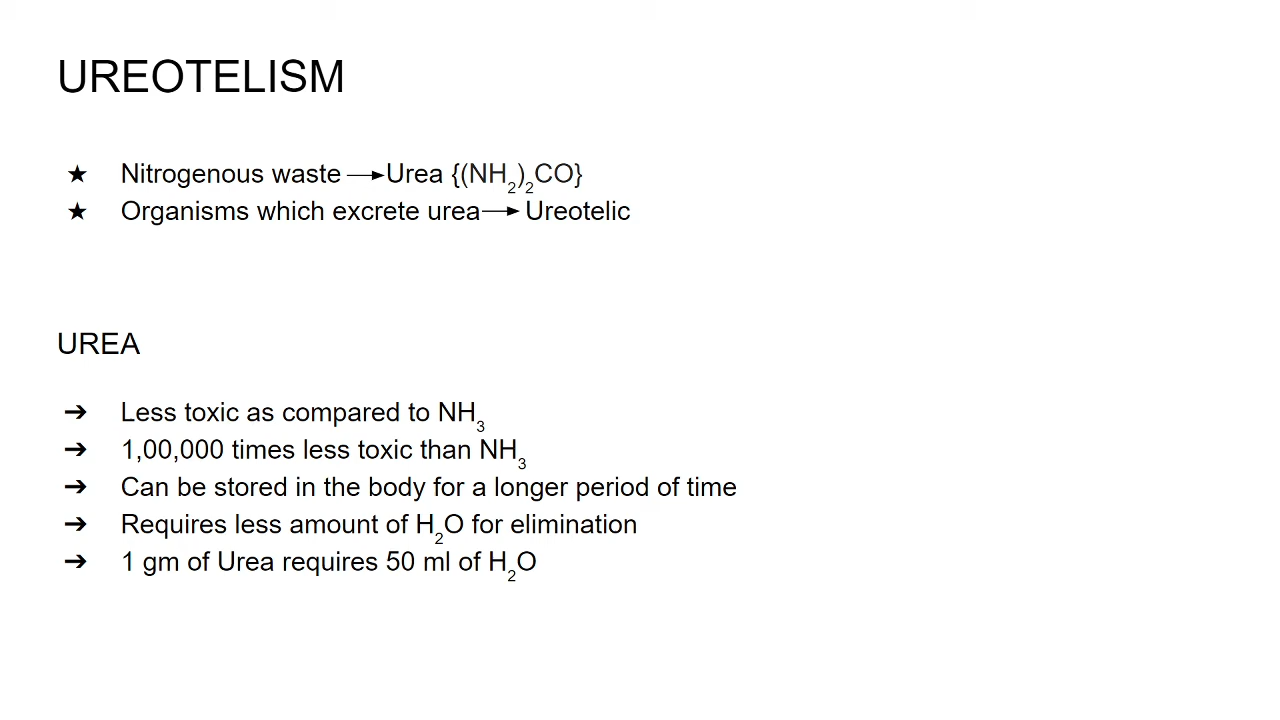 UREOTELISM
★ Nitrogenous waste ⟶Urea {(NH₂)₂CO}
★ Organisms which excrete urea⟶ Ureotelic
UREA
➔ Less toxic as compared to NH₃
➔ 1,00,000 times less toxic than NH₃
➔ Can be stored in the body for a longer period of time
➔ Requires less amount of H₂O for elimination
➔ 1 gm of Urea requires 50 ml of H₂O